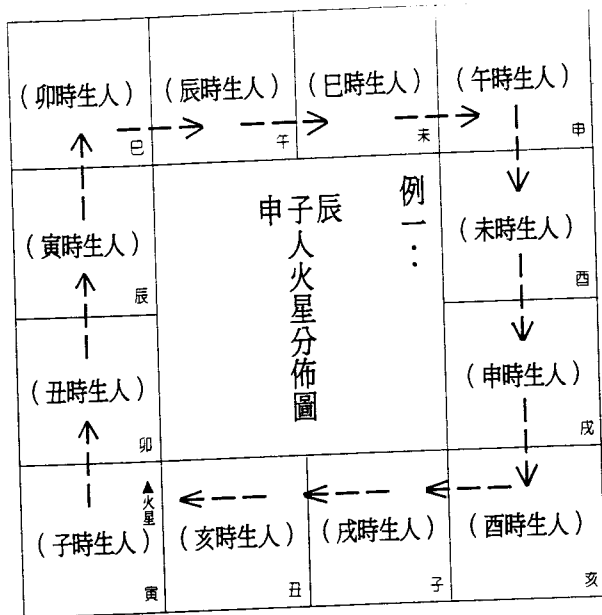 (卯時生人)
巳
(辰時生人)
午
(巳時生人)
未
(午時生人)
申
(寅時生人)
辰
(未時生人)
酉
(丑時生人)
卯
(申時生人)
戌
例一：
申子辰人火星分佈圖
(子時生人)
▲火星
寅
(亥時生人)
丑
(戌時生人)
子
(酉時生人)
亥